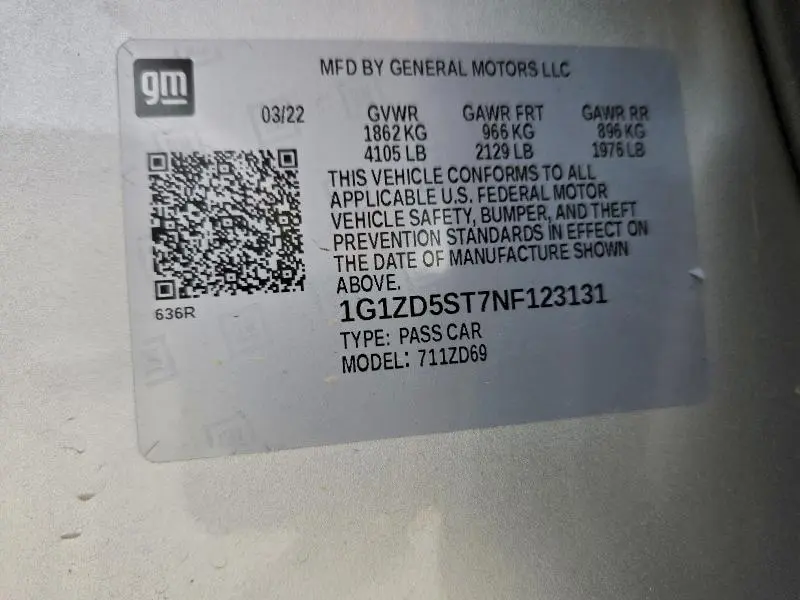 gm
MFD BY GENERAL MOTORS LLC
03/22 GVWR GAWR FRT GAWR RR
1862 KG 966 KG 896 KG
4105 LB 2129 LB 1976 LB
THIS VEHICLE CONFORMS TO ALL
APPLICABLE U.S. FEDERAL MOTOR
VEHICLE SAFETY, BUMPER, AND THEFT
PREVENTION STANDARDS IN EFFECT ON
THE DATE OF MANUFACTURE SHOWN
ABOVE.
636R
1G1ZD5ST7NF123131
TYPE: PASS CAR
MODEL: 711ZD69